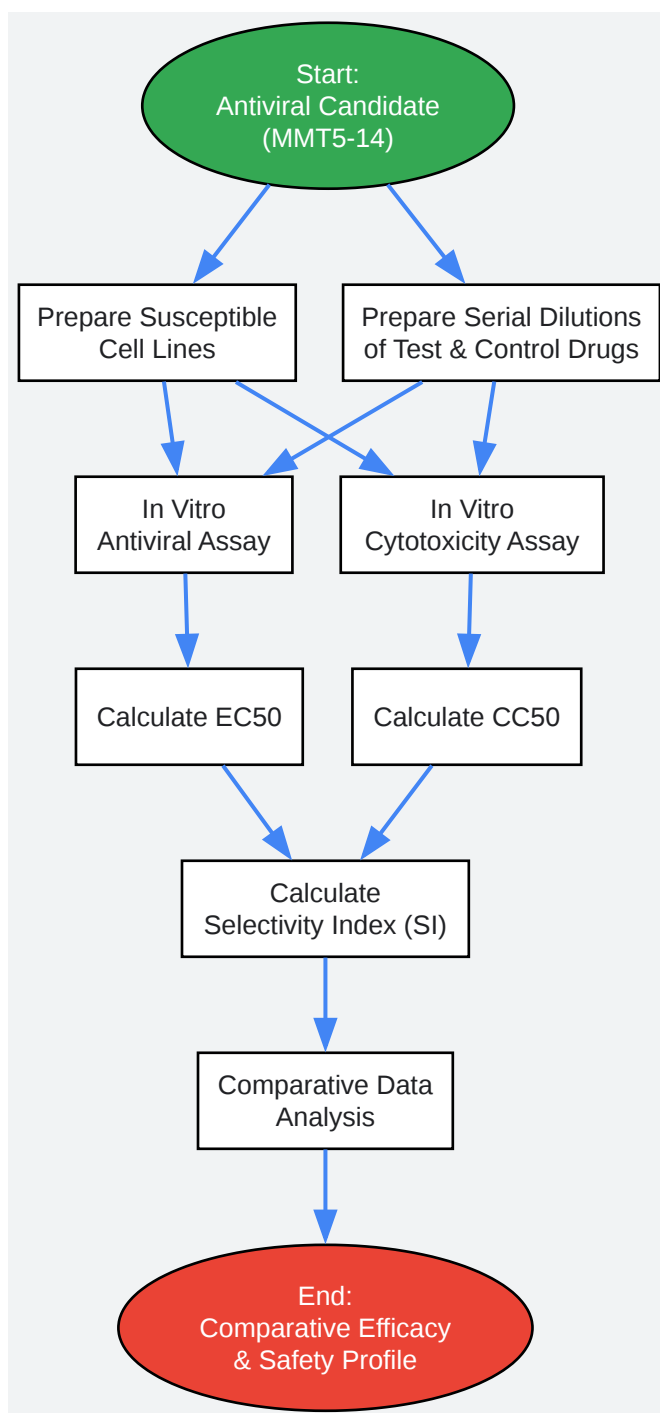 Start:
Antiviral Candidate
(MMT5-14)
Prepare Susceptible
Cell Lines
Prepare Serial Dilutions
of Test & Control Drugs
In Vitro
Antiviral Assay
In Vitro
Cytotoxicity Assay
Calculate EC50
Calculate CC50
Calculate
Selectivity Index (SI)
Comparative Data
Analysis
End:
Comparative Efficacy
& Safety Profile